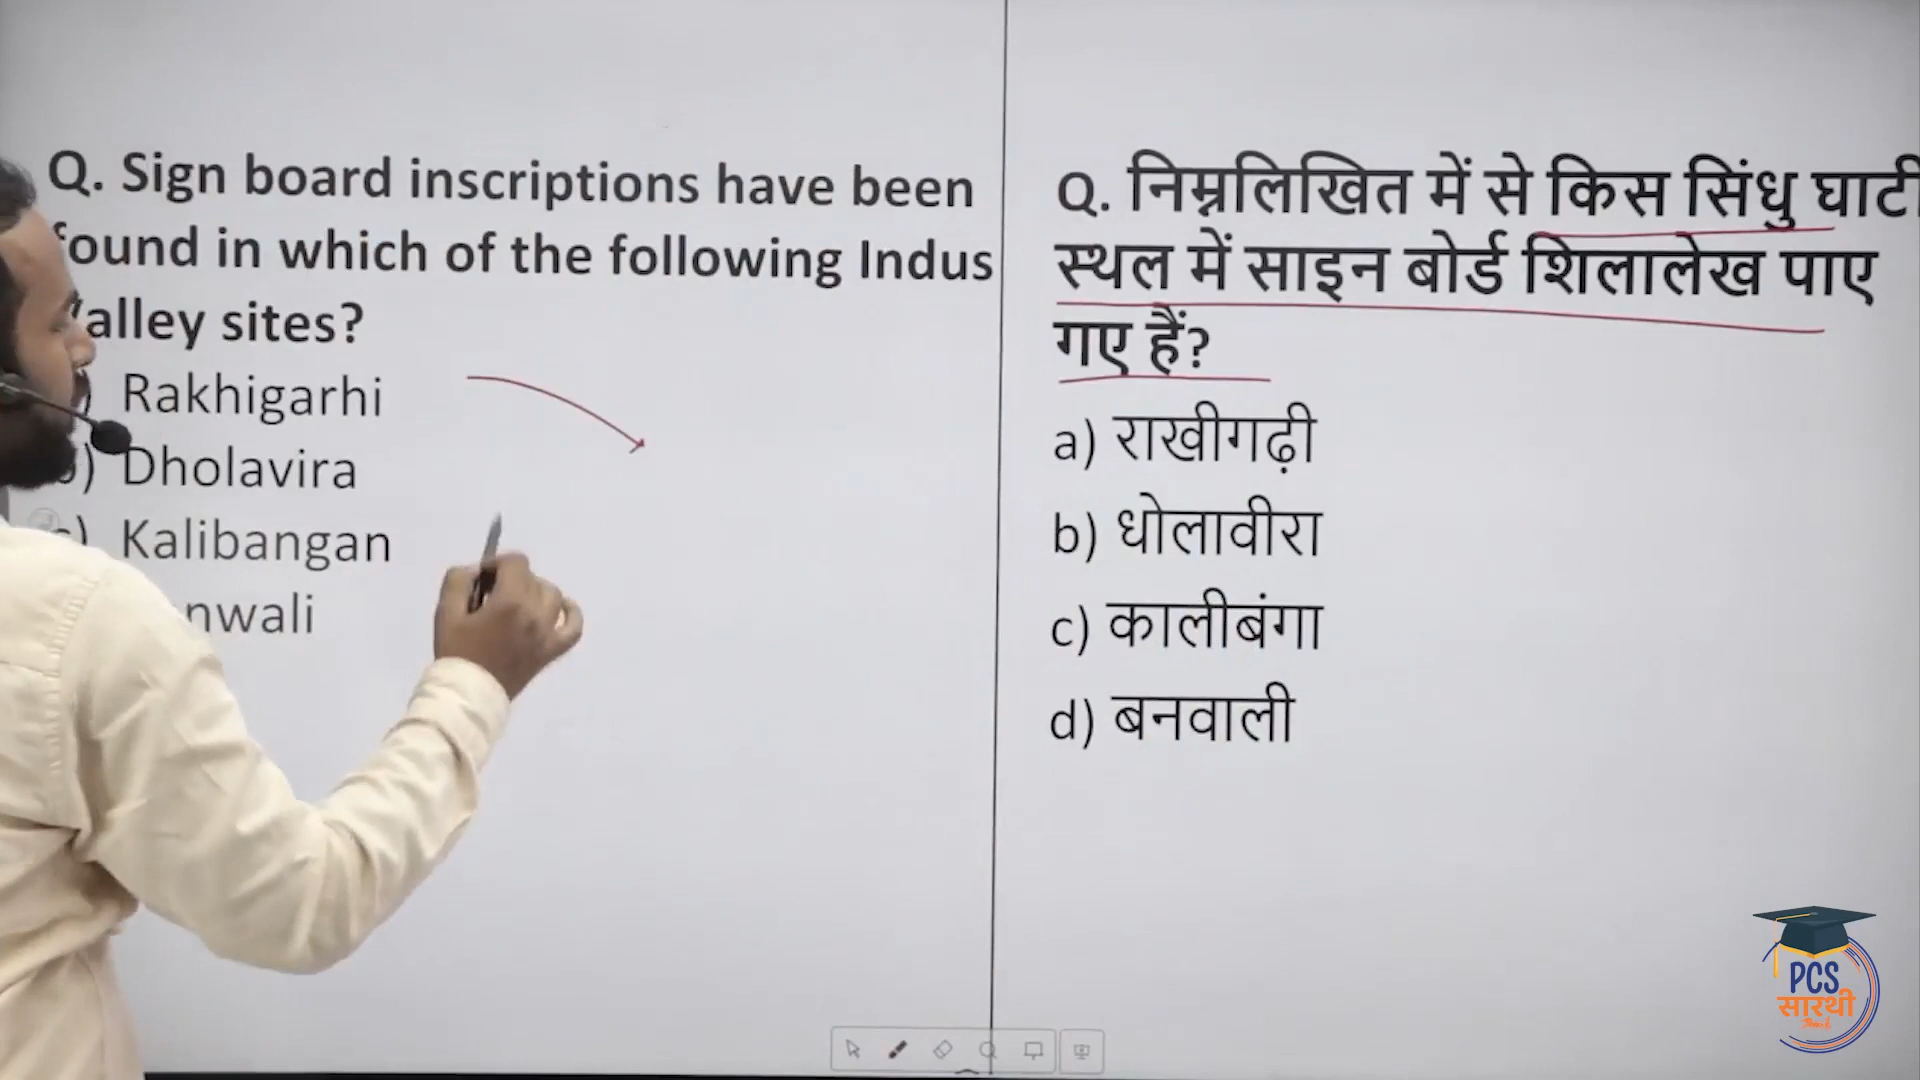 Q. Sign board inscriptions have been
found in which of the following Indus
alley sites?
) Rakhigarhi
) Dholavira
) Kalibangan
nwali
Q. निम्नलिखित में से किस सिंधु घाटी
स्थल में साइन बोर्ड शिलालेख पाए
गए हैं?
a) राखीगढ़ी
b) धोलावीरा
c) कालीबंगा
d) बनवाली
PCS
सारथी